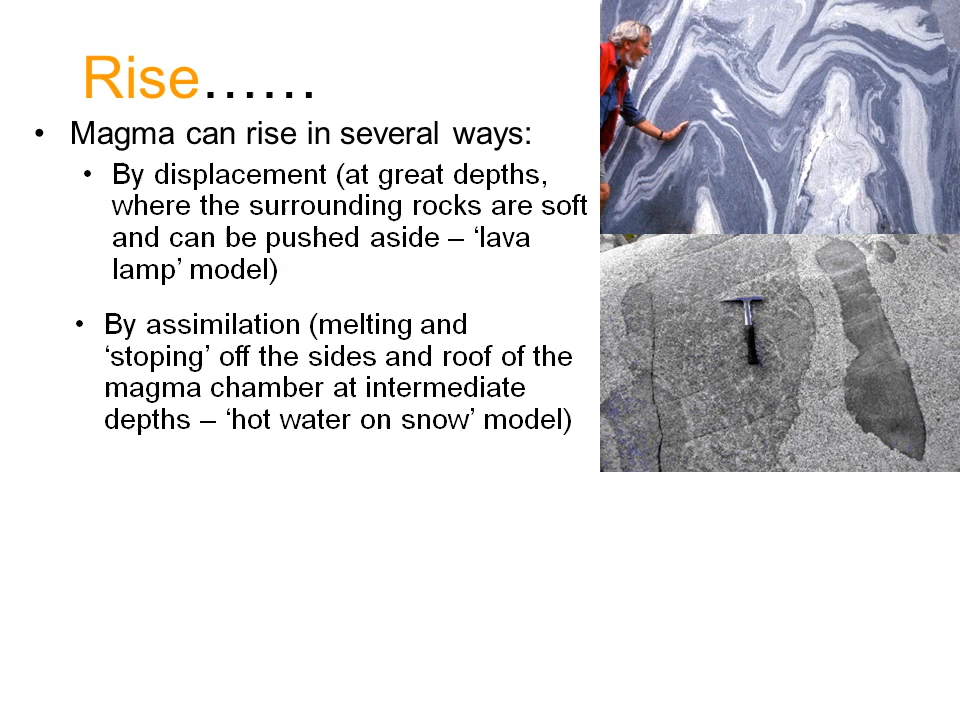 Rise……
• Magma can rise in several ways:
• By displacement (at great depths,
where the surrounding rocks are soft
and can be pushed aside – ‘lava
lamp’ model)
• By assimilation (melting and
‘stoping’ off the sides and roof of the
magma chamber at intermediate
depths – ‘hot water on snow’ model)